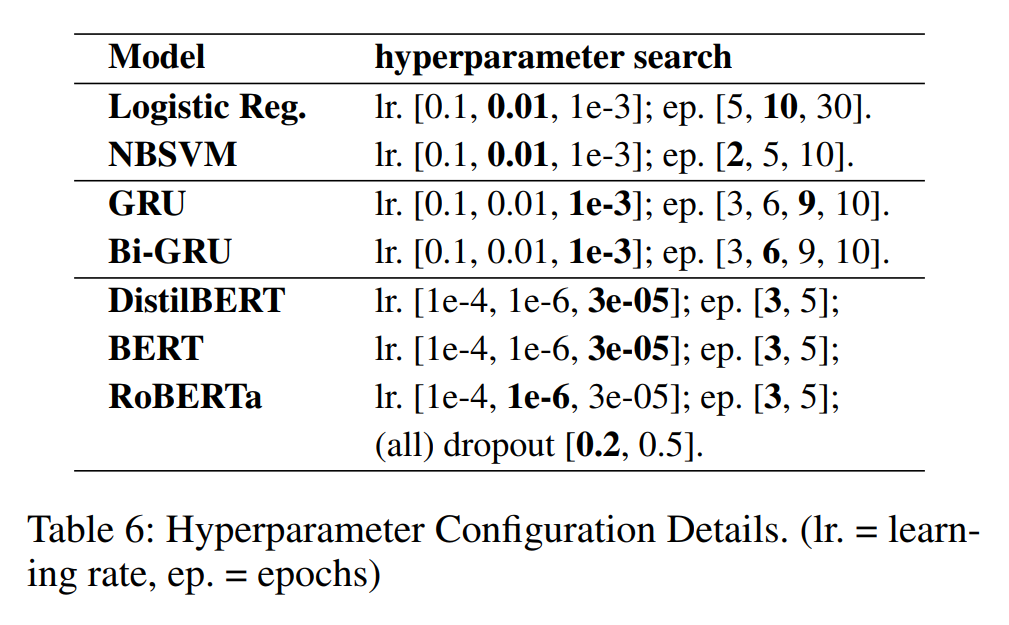 Model hyperparameter search
Logistic Reg. lr. [0.1, 0.01, 1e-3]; ep. [5, 10, 30].
NBSVM lr. [0.1, 0.01, 1e-3]; ep. [2, 5, 10].
GRU lr. [0.1, 0.01, 1e-3]; ep. [3, 6, 9, 10].
Bi-GRU lr. [0.1, 0.01, 1e-3]; ep. [3, 6, 9, 10].
DistilBERT lr. [1e-4, 1e-6, 3e-05]; ep. [3, 5];
BERT lr. [1e-4, 1e-6, 3e-05]; ep. [3, 5];
RoBERTa lr. [1e-4, 1e-6, 3e-05]; ep. [3, 5];
(all) dropout [0.2, 0.5].
Table 6: Hyperparameter Configuration Details. (lr. = learn-
ing rate, ep. = epochs)